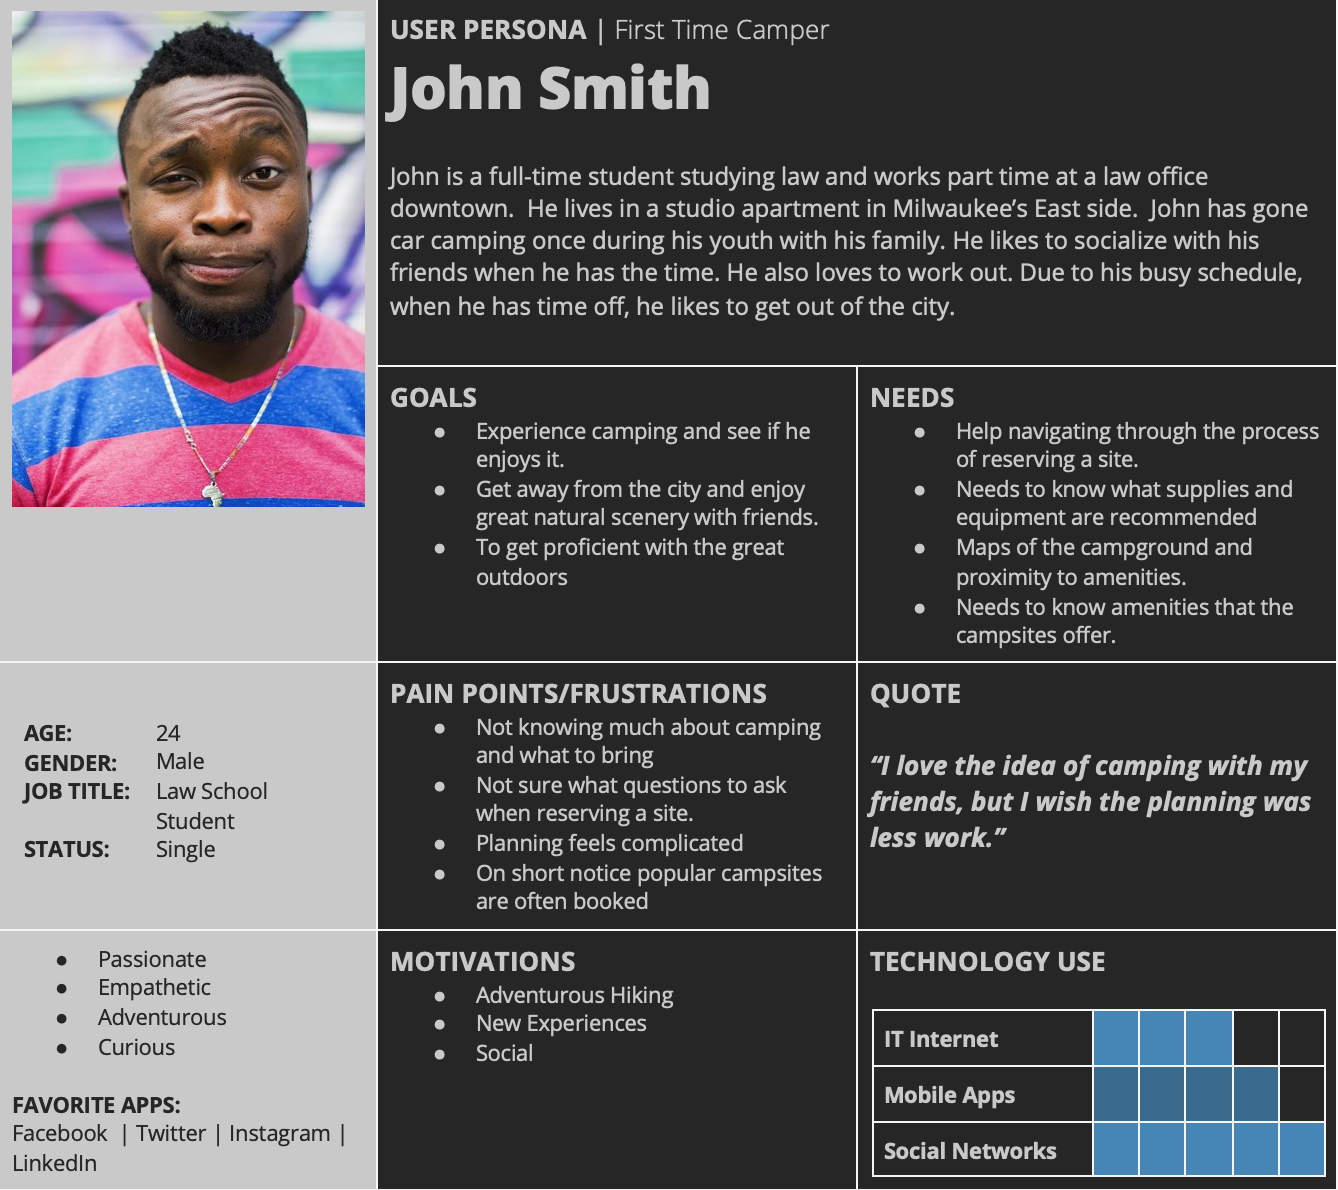 USER PERSONA | First Time Camper
John Smith
John is a full-time student studying law and works part time at a law office
downtown.  He lives in a studio apartment in Milwaukee’s East side.  John has gone
car camping once during his youth with his family. He likes to socialize with his
friends when he has the time. He also loves to work out. Due to his busy schedule,
when he has time off, he likes to get out of the city.
GOALS
● Experience camping and see if he
enjoys it.
● Get away from the city and enjoy
great natural scenery with friends.
● To get proficient with the great
outdoors
NEEDS
● Help navigating through the process
of reserving a site.
● Needs to know what supplies and
equipment are recommended
● Maps of the campground and
proximity to amenities.
● Needs to know amenities that the
campsites offer.
AGE: 24
GENDER: Male
JOB TITLE: Law School
Student
STATUS: Single
PAIN POINTS/FRUSTRATIONS
● Not knowing much about camping
and what to bring
● Not sure what questions to ask
when reserving a site.
● Planning feels complicated
● On short notice popular campsites
are often booked
QUOTE
“I love the idea of camping with my
friends, but I wish the planning was
less work.”
● Passionate
● Empathetic
● Adventurous
● Curious
FAVORITE APPS:
Facebook  | Twitter | Instagram |
LinkedIn
MOTIVATIONS
● Adventurous Hiking
● New Experiences
● Social
TECHNOLOGY USE
IT Internet
Mobile Apps
Social Networks